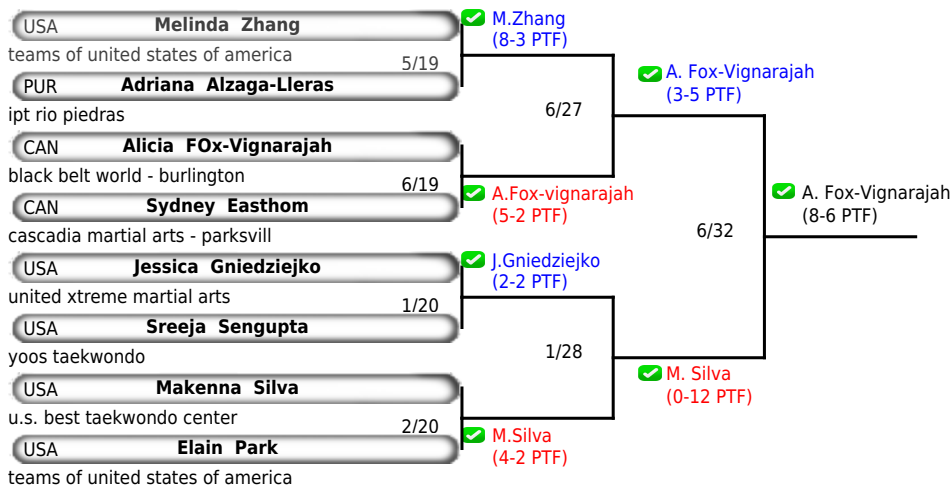 USA Melinda Zhang
teams of united states of america
5/19
PUR Adriana Alzaga-Lleras
ipt rio piedras
CAN Alicia FOx-Vignarajah
black belt world - burlington
6/19
CAN Sydney Easthom
cascadia martial arts - parksvill
USA Jessica Gniedziejko
united xtreme martial arts
1/20
USA Sreeja Sengupta
yoos taekwondo
USA Makenna Silva
u.s. best taekwondo center
2/20
USA Elain Park
teams of united states of america
M.Zhang
(8-3 PTF)
6/27
A.Fox-vignarajah
(5-2 PTF)
J.Gniedziejko
(2-2 PTF)
1/28
M.Silva
(4-2 PTF)
A. Fox-Vignarajah
(3-5 PTF)
6/32
M. Silva
(0-12 PTF)
A. Fox-Vignarajah
(8-6 PTF)